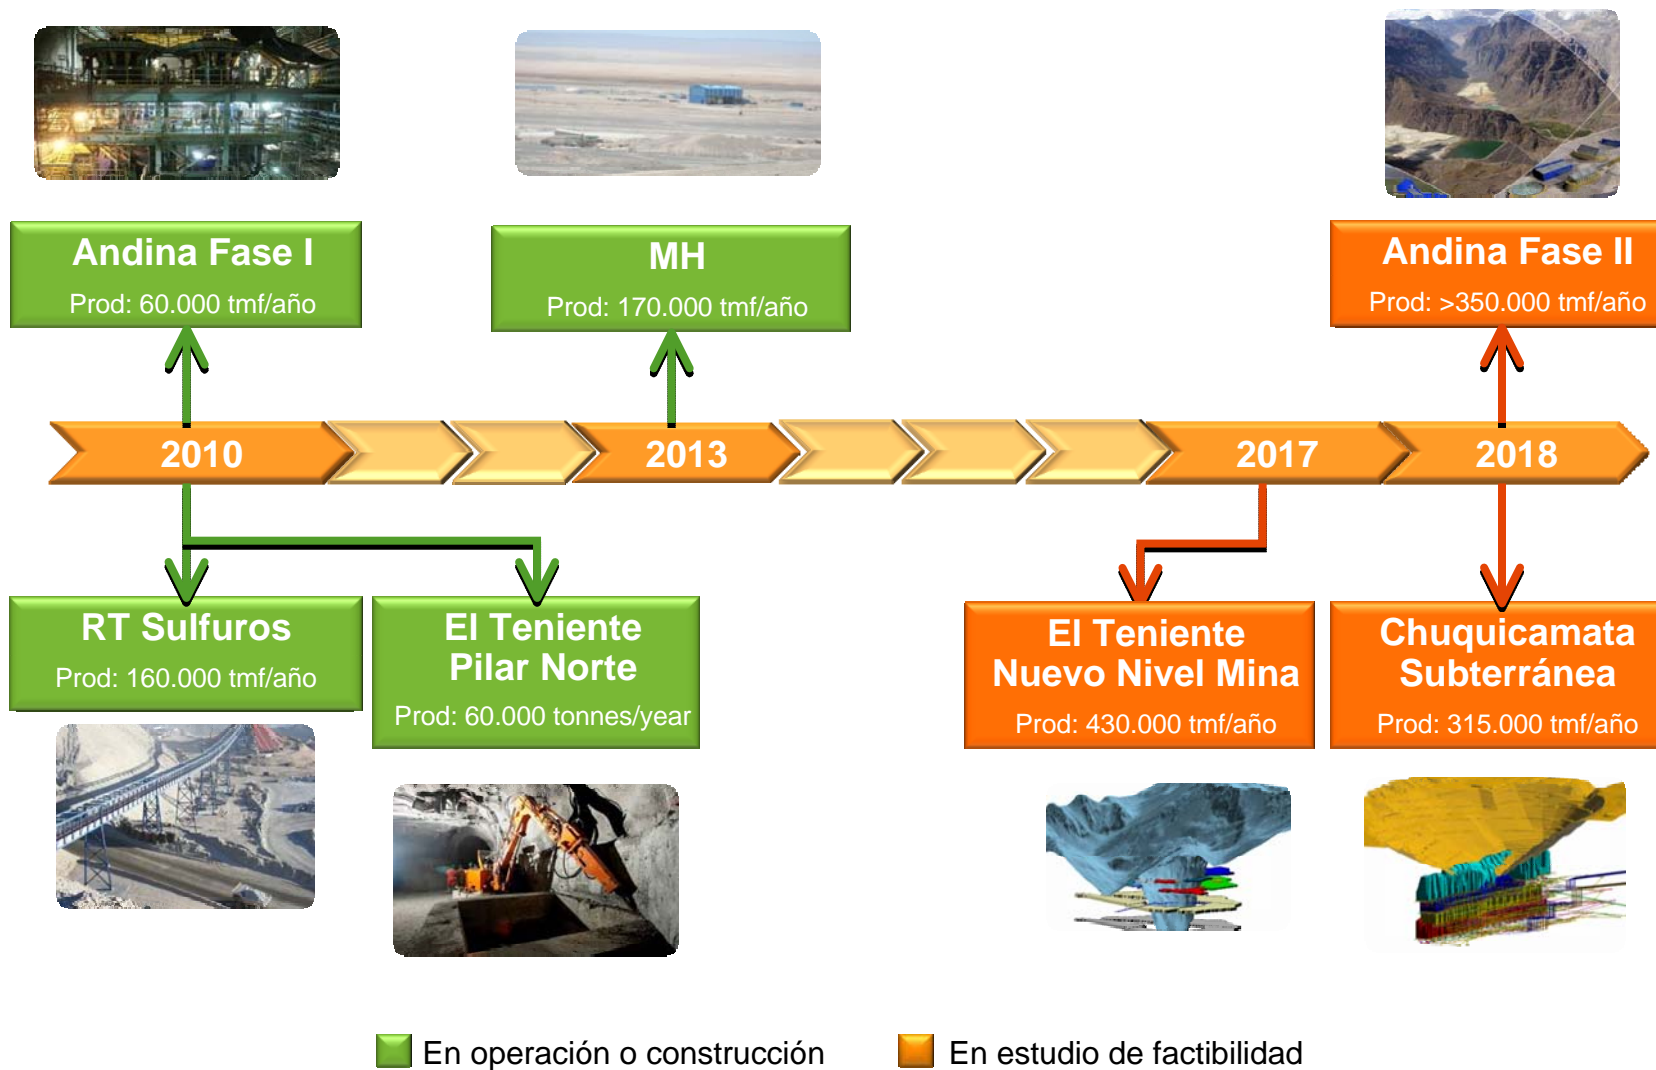 Andina Fase I
Prod: 60.000 tmf/año
MH
Prod: 170.000 tmf/año
Andina Fase II
Prod: >350.000 tmf/año
2010
2013
2017
2018
RT Sulfuros
Prod: 160.000 tmf/año
El Teniente
Pilar Norte
Prod: 60.000 tonnes/year
El Teniente
Nuevo Nivel Mina
Prod: 430.000 tmf/año
Chuquicamata
Subterránea
Prod: 315.000 tmf/año
En operación o construcción
En estudio de factibilidad